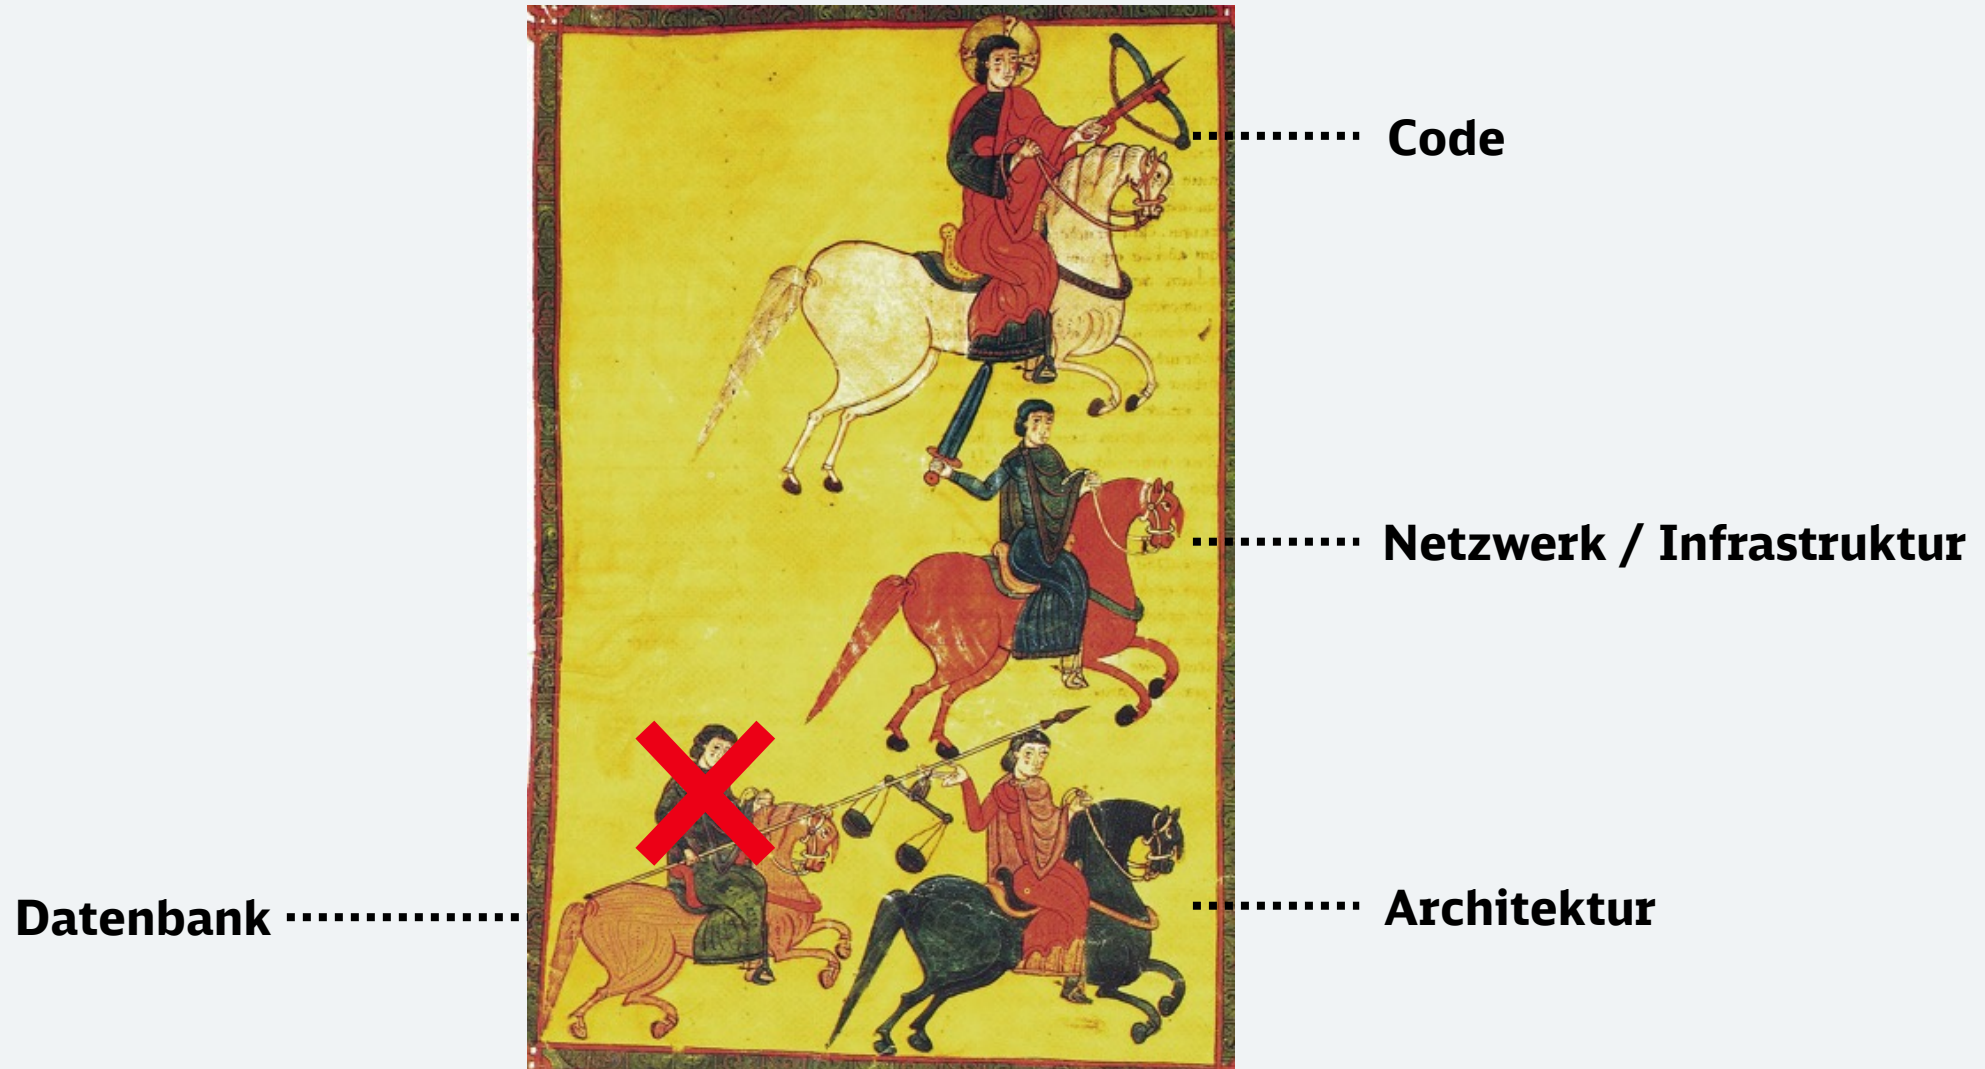 Code
Netzwerk / Infrastruktur
Datenbank
Architektur